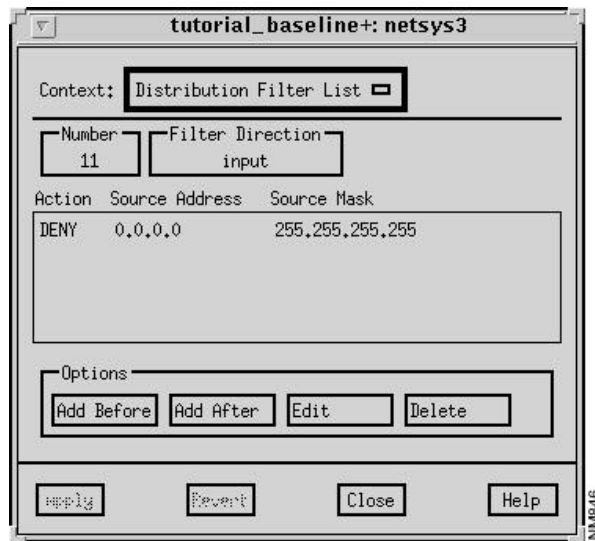 tutorial_baseline+: netsys3
Context: Distribution Filter List
Number Filter Direction
11 input
Action Source Address Source Mask
DENY 0.0.0.0 255.255.255.255
Options
Add Before Add After Edit Delete
Apply Revert Close Help
NM846